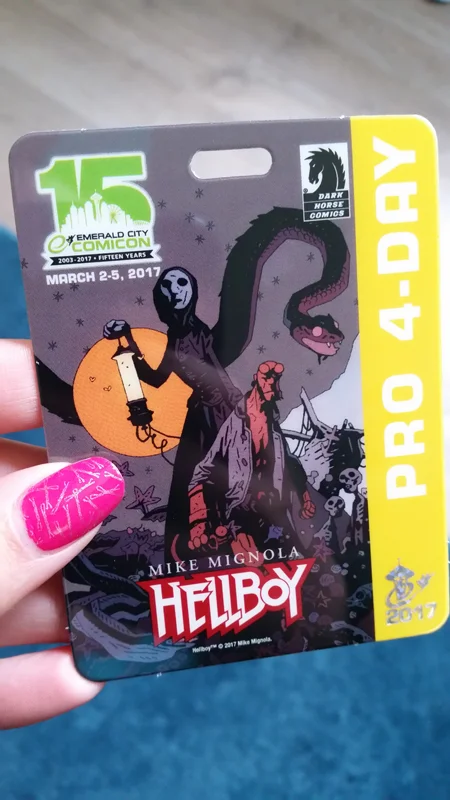 15
EMERALD CITY
COMICON
2003-2017 • FIFTEEN YEARS
MARCH 2-5, 2017
DARK
HORSE
COMICS
PRO 4-DAY
MIKE MIGNOLA
HELLBOY
Hellboy™ © 2017 Mike Mignola.
2017